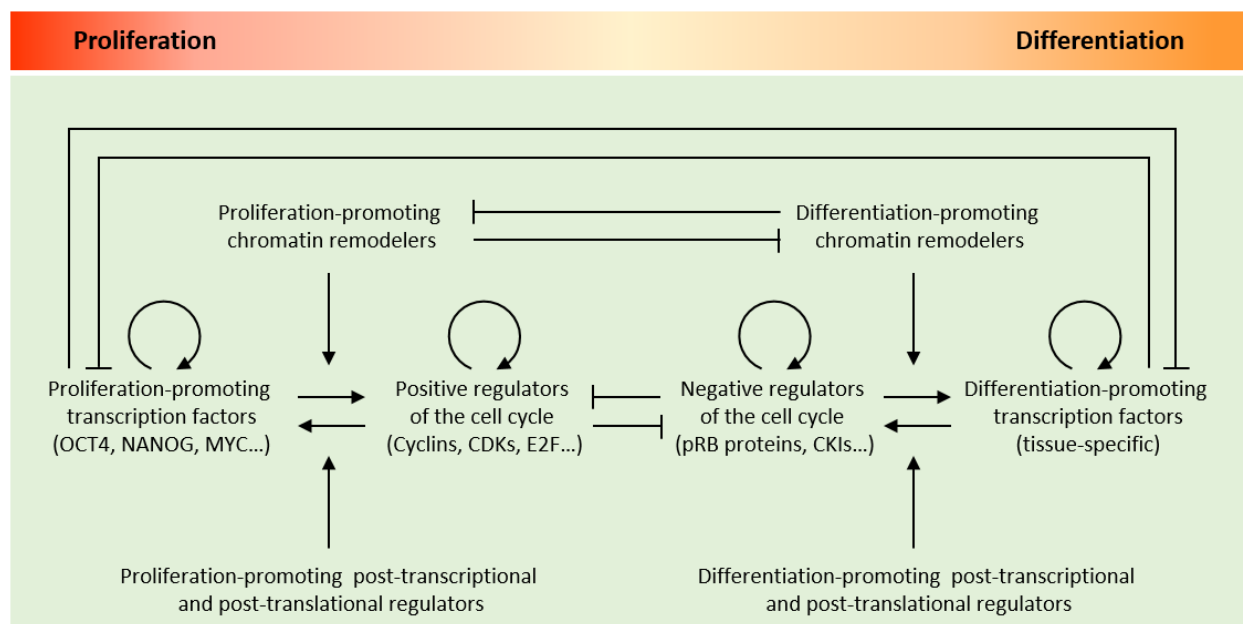 Proliferation
Differentiation
Proliferation-promoting
chromatin remodelers
Differentiation-promoting
chromatin remodelers
Proliferation-promoting
transcription factors
(OCT4, NANOG, MYC...)
Positive regulators
of the cell cycle
(Cyclins, CDKs, E2F...)
Negative regulators
of the cell cycle
(pRB proteins, CKIs...)
Differentiation-promoting
transcription factors
(tissue-specific)
Proliferation-promoting post-transcriptional
and post-translational regulators
Differentiation-promoting post-transcriptional
and post-translational regulators